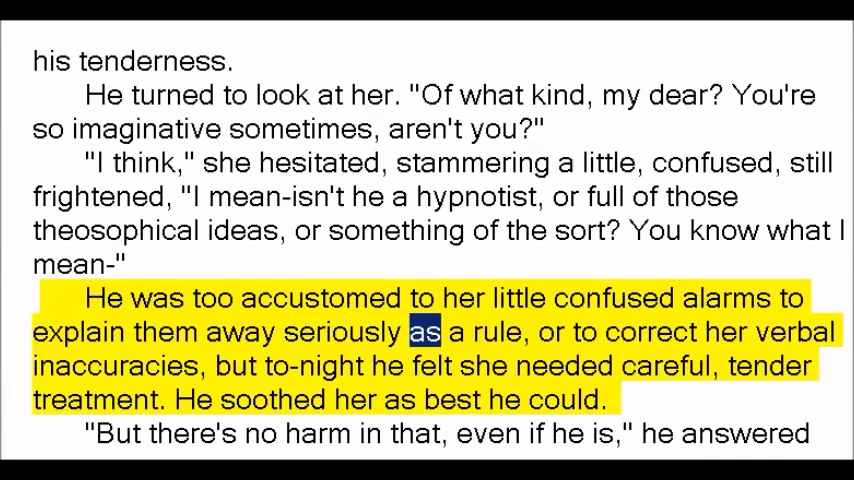 his tenderness.
He turned to look at her. "Of what kind, my dear? You're
so imaginative sometimes, aren't you?"
"I think," she hesitated, stammering a little, confused, still
frightened, "I mean-isn't he a hypnotist, or full of those
theosophical ideas, or something of the sort? You know what I
mean-"
He was too accustomed to her little confused alarms to
explain them away seriously as a rule, or to correct her verbal
inaccuracies, but to-night he felt she needed careful, tender
treatment. He soothed her as best he could.
"But there's no harm in that, even if he is," he answered